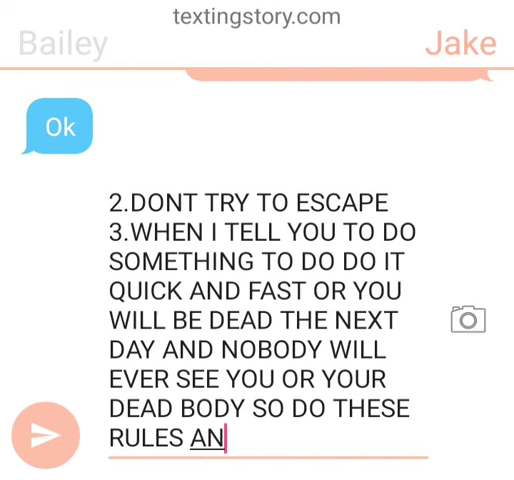 textingstory.com
Bailey
Jake
Ok
2.DONT TRY TO ESCAPE
3.WHEN I TELL YOU TO DO
SOMETHING TO DO DO IT
QUICK AND FAST OR YOU
WILL BE DEAD THE NEXT
DAY AND NOBODY WILL
EVER SEE YOU OR YOUR
DEAD BODY SO DO THESE
RULES AN